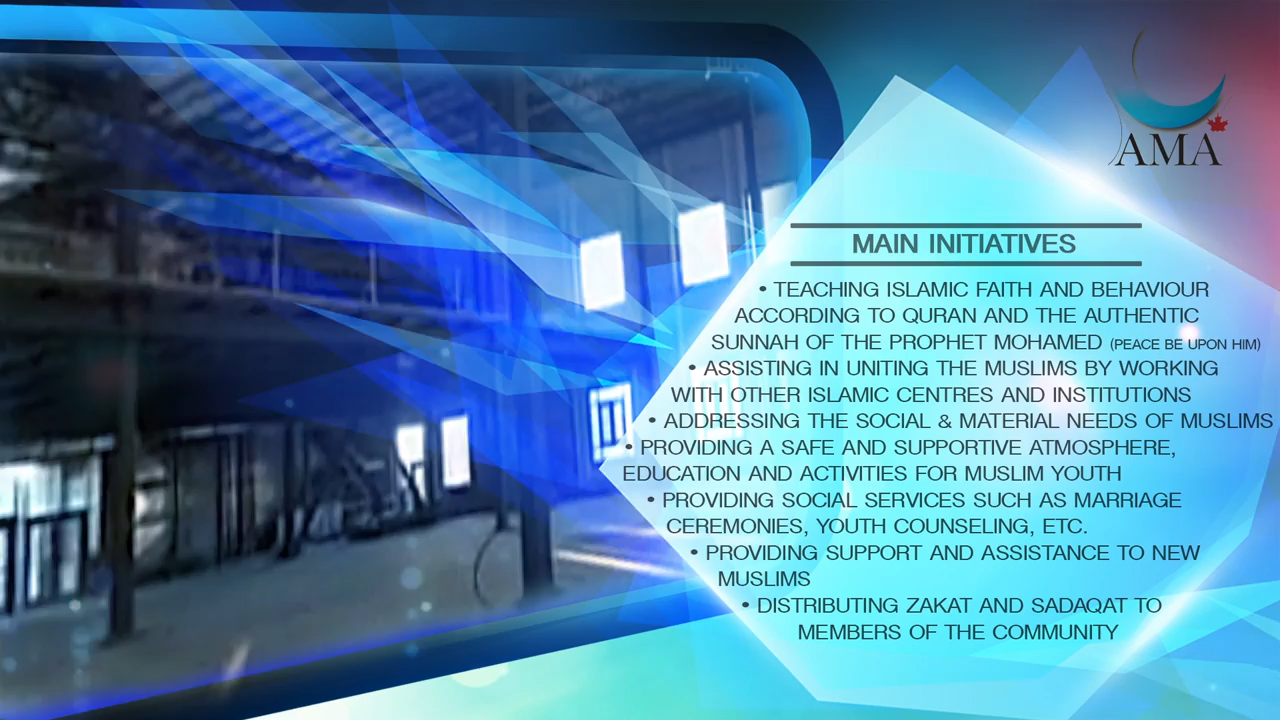 AMA
MAIN INITIATIVES
• TEACHING ISLAMIC FAITH AND BEHAVIOUR
ACCORDING TO QURAN AND THE AUTHENTIC
SUNNAH OF THE PROPHET MOHAMED (PEACE BE UPON HIM)
• ASSISTING IN UNITING THE MUSLIMS BY WORKING
WITH OTHER ISLAMIC CENTRES AND INSTITUTIONS
• ADDRESSING THE SOCIAL & MATERIAL NEEDS OF MUSLIMS
• PROVIDING A SAFE AND SUPPORTIVE ATMOSPHERE,
EDUCATION AND ACTIVITIES FOR MUSLIM YOUTH
• PROVIDING SOCIAL SERVICES SUCH AS MARRIAGE
CEREMONIES, YOUTH COUNSELING, ETC.
• PROVIDING SUPPORT AND ASSISTANCE TO NEW
MUSLIMS
• DISTRIBUTING ZAKAT AND SADAQAT TO
MEMBERS OF THE COMMUNITY